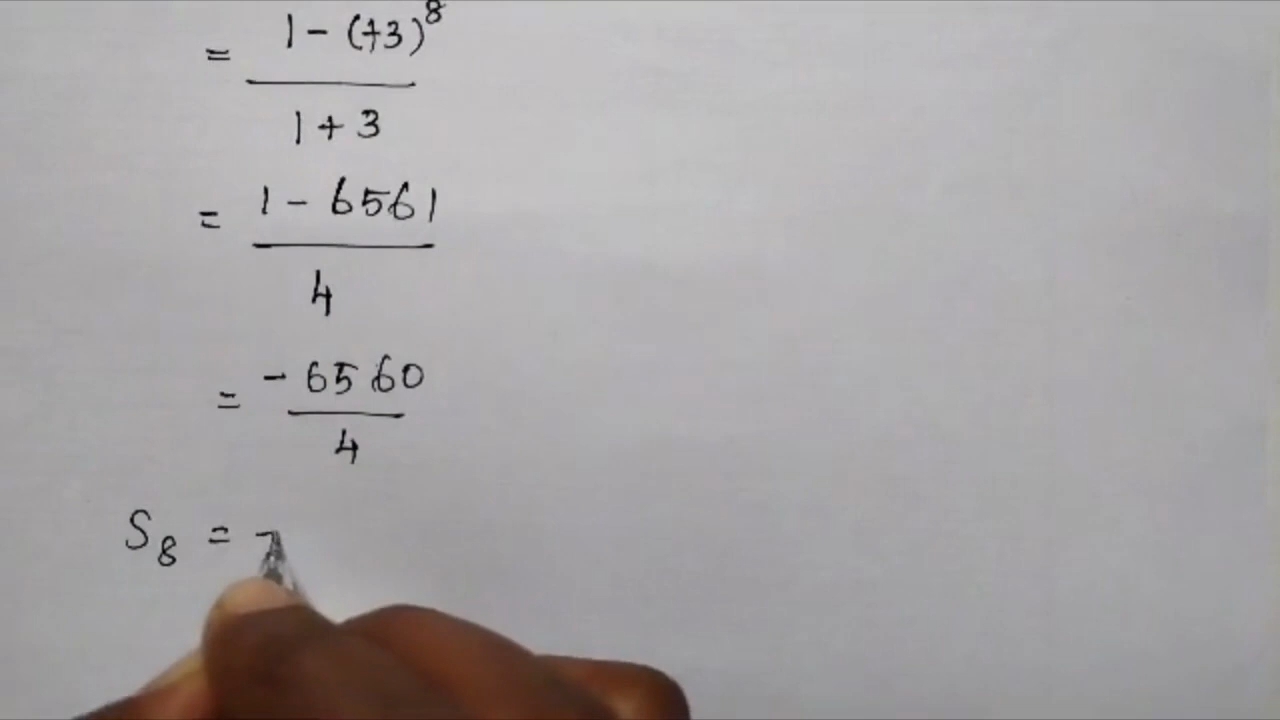 = 1 - (+3)^8
1 + 3
= 1 - 6561
4
= - 6560
4
S8 = -